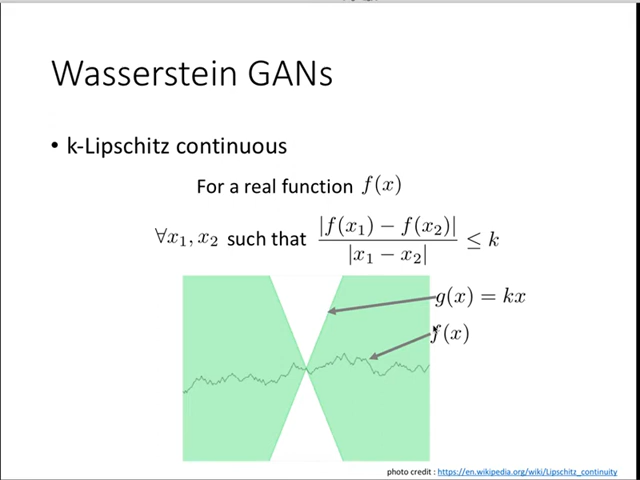 Wasserstein GANs
• k-Lipschitz continuous
For a real function f(x)
∀x₁, x₂ such that |f(x₁) − f(x₂)| / |x₁ − x₂| ≤ k
g(x) = kx
f(x)
photo credit : https://en.wikipedia.org/wiki/Lipschitz_continuity